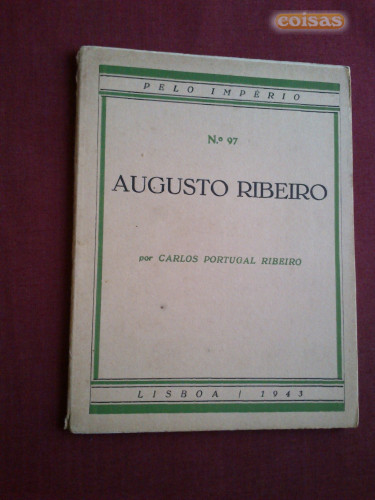 coisas
PELO IMPÉRIO
N.º 97
AUGUSTO RIBEIRO
por CARLOS PORTUGAL RIBEIRO
LISBOA / 1943